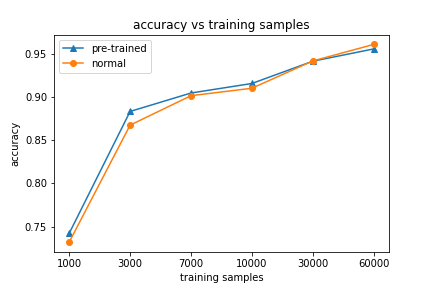 accuracy vs training samples
pre-trained
normal
accuracy
0.95
0.90
0.85
0.80
0.75
1000 3000 7000 10000 30000 60000
training samples